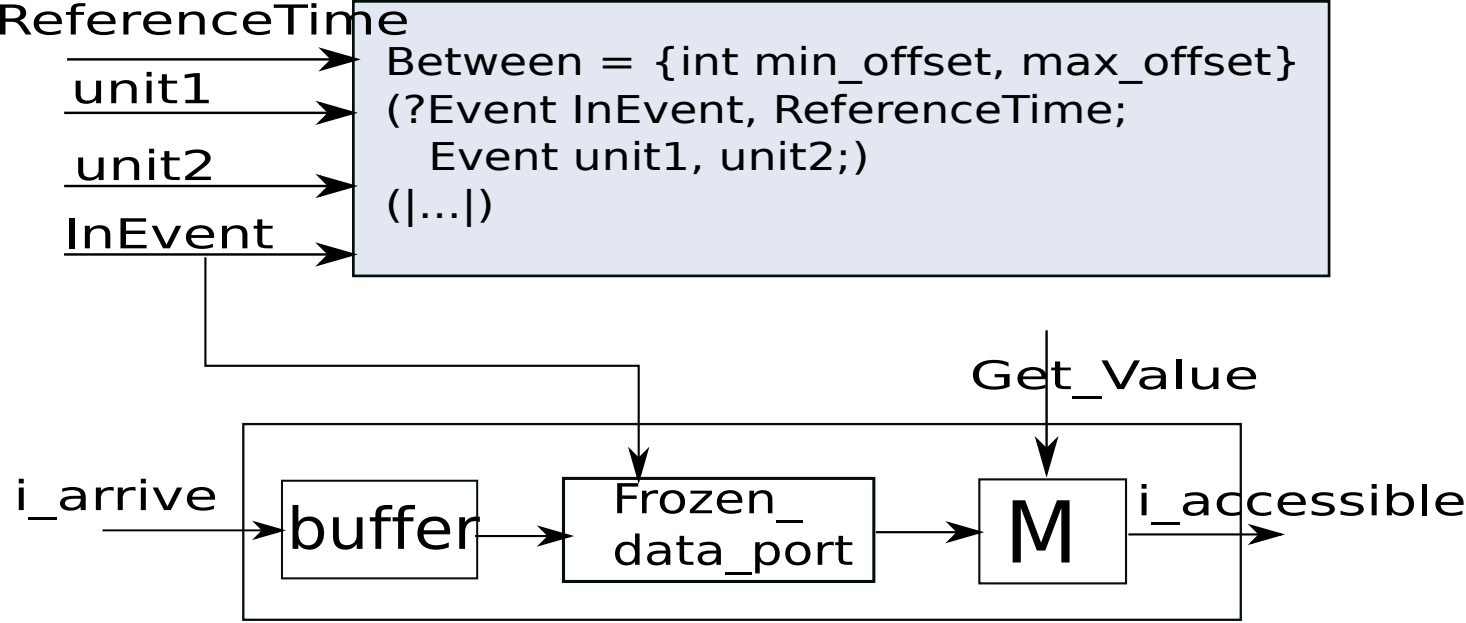 ReferenceTime
unit1
unit2
InEvent
Between = {int min_offset, max_offset}
(?Event InEvent, ReferenceTime;
Event unit1, unit2;)
(|...|)
Get_Value
i_arrive
buffer
Frozen_
data_port
M
i_accessible